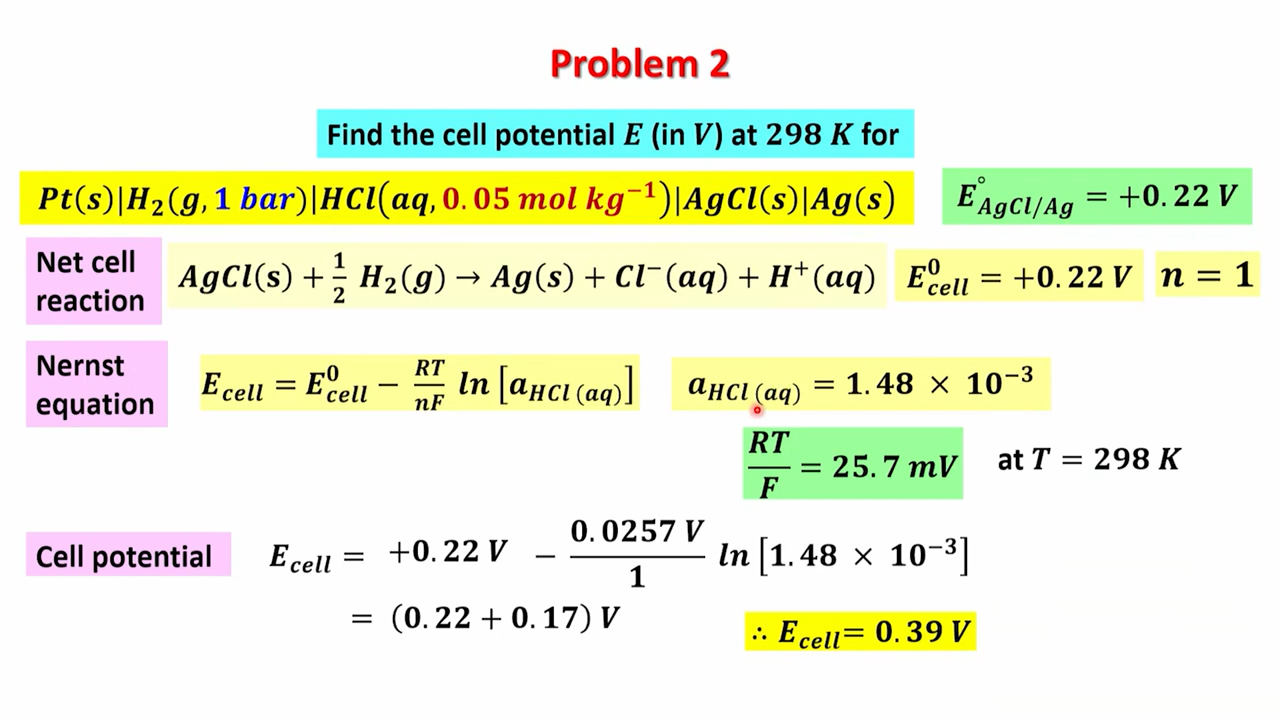 Problem 2
Find the cell potential E (in V) at 298 K for
Pt(s)|H₂(g, 1 bar)|HCl(aq, 0.05 mol kg⁻¹)|AgCl(s)|Ag(s)
E°AgCl/Ag = +0.22 V
Net cell reaction
AgCl(s) + 1/2 H₂(g) → Ag(s) + Cl⁻(aq) + H⁺(aq)
E⁰cell = +0.22 V
n = 1
Nernst equation
Ecell = E⁰cell − RT/nF ln [aHCl (aq)]
aHCl (aq) = 1.48 × 10⁻³
RT/F = 25.7 mV
at T = 298 K
Cell potential
Ecell = +0.22 V − 0.0257 V/1 ln [1.48 × 10⁻³]
= (0.22 + 0.17) V
∴ Ecell = 0.39 V